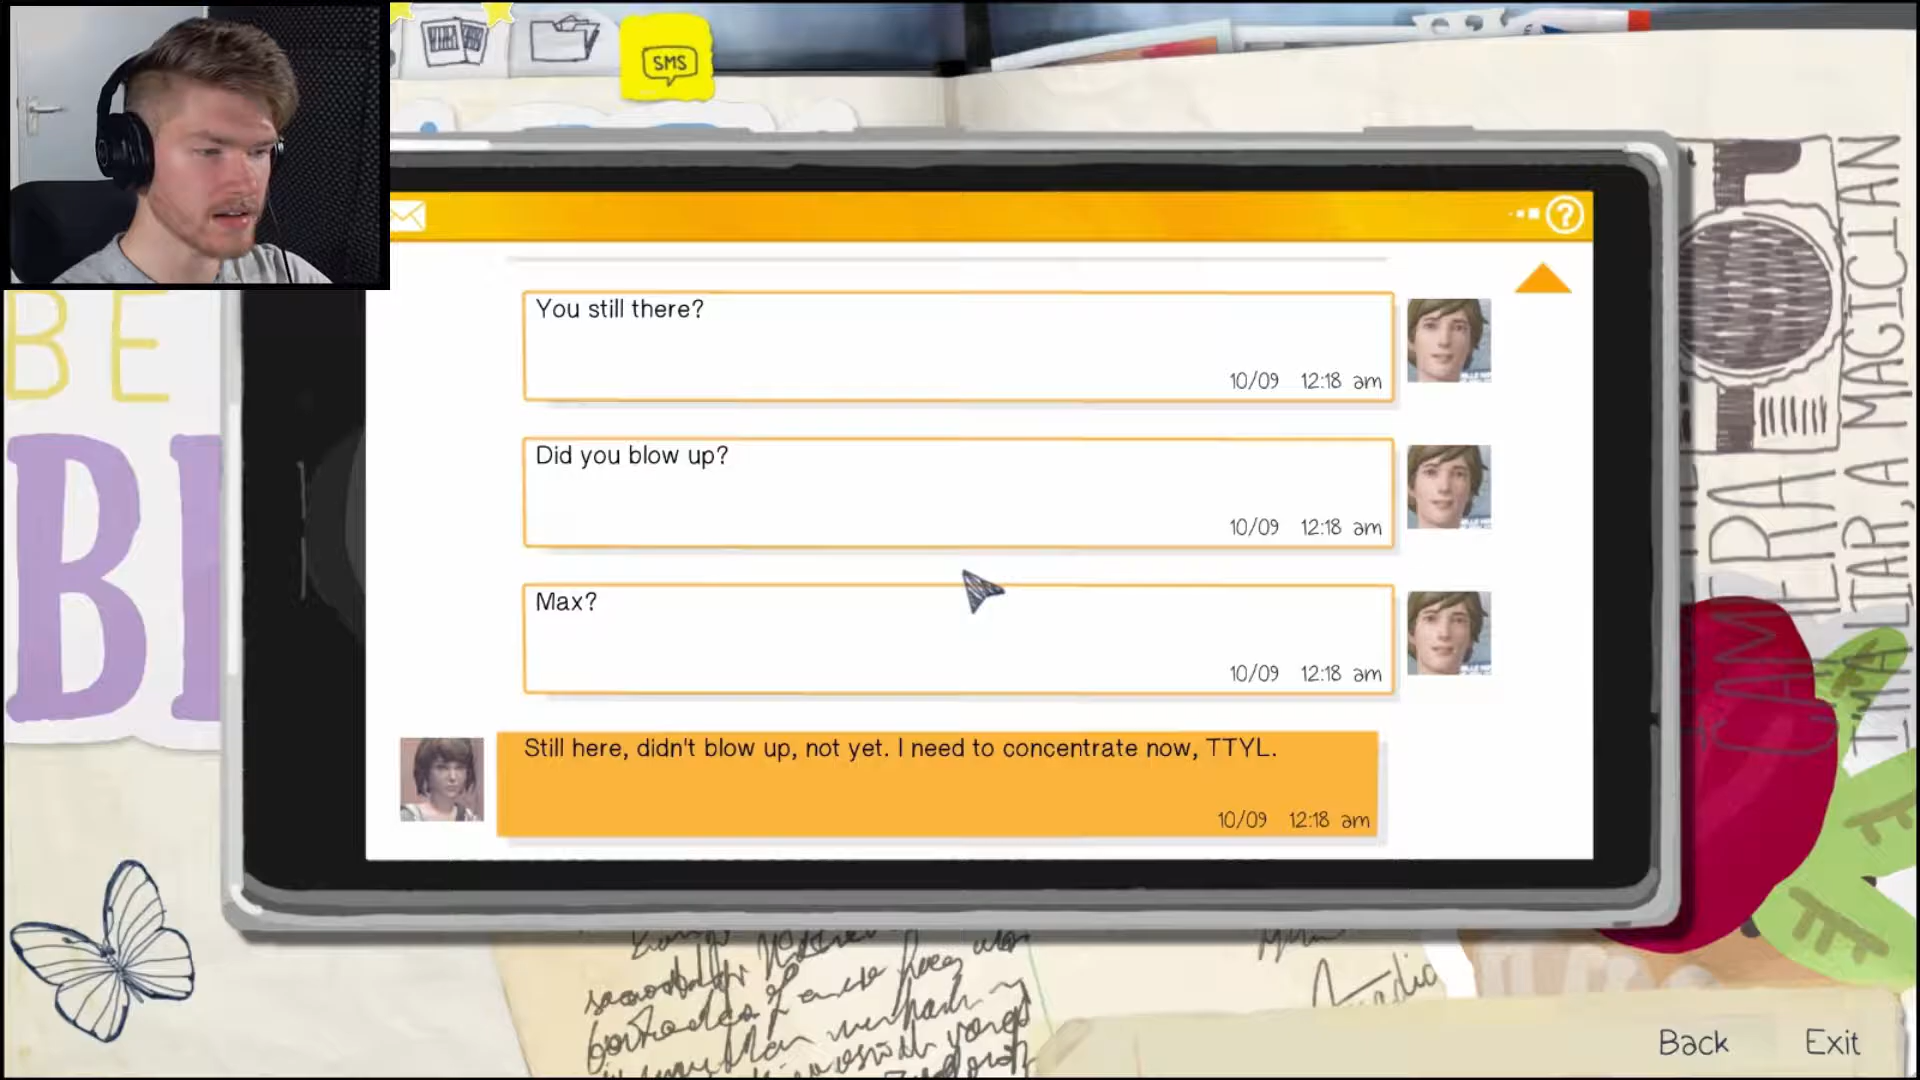 SMS
BE
You still there?
10/09 12:18 am
Did you blow up?
10/09 12:18 am
Max?
10/09 12:18 am
Still here, didn't blow up, not yet. I need to concentrate now, TTYL.
10/09 12:18 am
CAMERA
I'M A LIAR, A MAGICIAN
Back
Exit